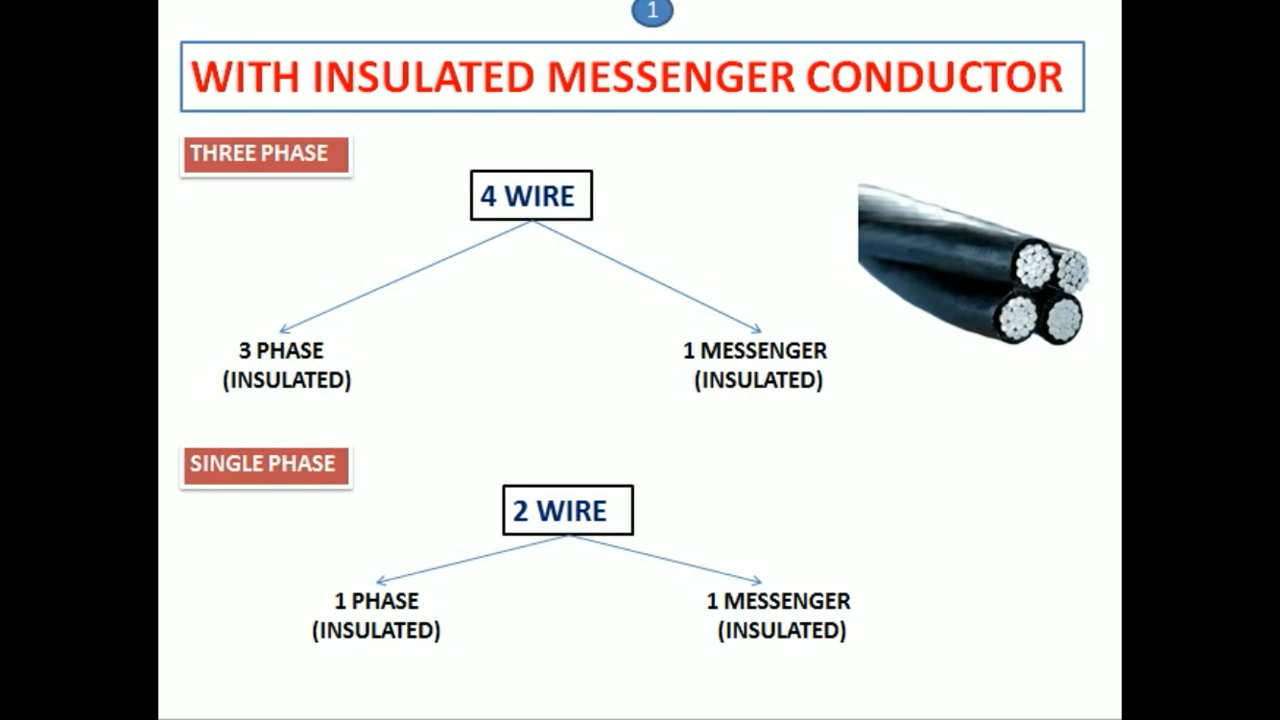 1
WITH INSULATED MESSENGER CONDUCTOR
THREE PHASE
4 WIRE
3 PHASE
(INSULATED)
1 MESSENGER
(INSULATED)
SINGLE PHASE
2 WIRE
1 PHASE
(INSULATED)
1 MESSENGER
(INSULATED)